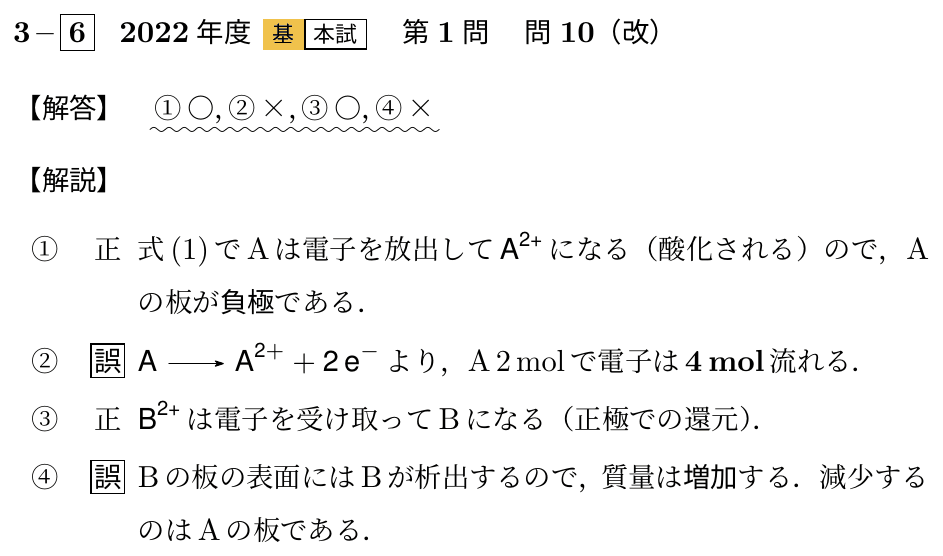 3–6 2022年度 基 本試 第1問 問10（改）
【解答】 ①○，②×，③○，④×
【解説】
① 正 式(1)でAは電子を放出してA²⁺になる（酸化される）ので，A
の板が負極である．
② 誤 A ⟶ A²⁺ + 2e⁻ より，A 2 molで電子は4 mol流れる．
③ 正 B²⁺は電子を受け取ってBになる（正極での還元）．
④ 誤 Bの板の表面にはBが析出するので，質量は増加する．減少する
のはAの板である．